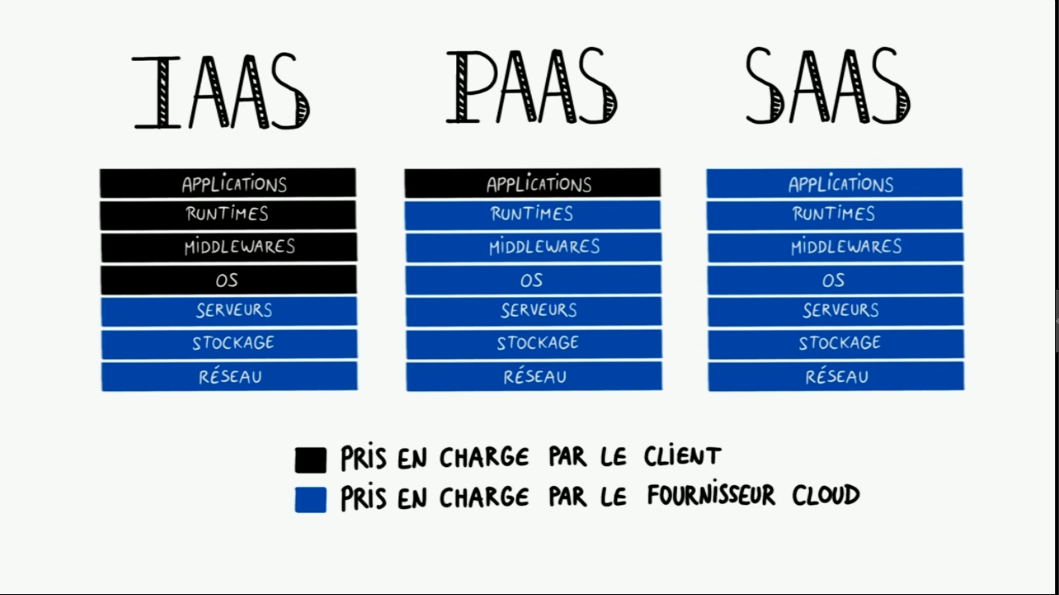 IAAS
PAAS
SAAS
APPLICATIONS
RUNTIMES
MIDDLEWARES
OS
SERVEURS
STOCKAGE
RÉSEAU
APPLICATIONS
RUNTIMES
MIDDLEWARES
OS
SERVEURS
STOCKAGE
RÉSEAU
APPLICATIONS
RUNTIMES
MIDDLEWARES
OS
SERVEURS
STOCKAGE
RÉSEAU
PRIS EN CHARGE PAR LE CLIENT
PRIS EN CHARGE PAR LE FOURNISSEUR CLOUD